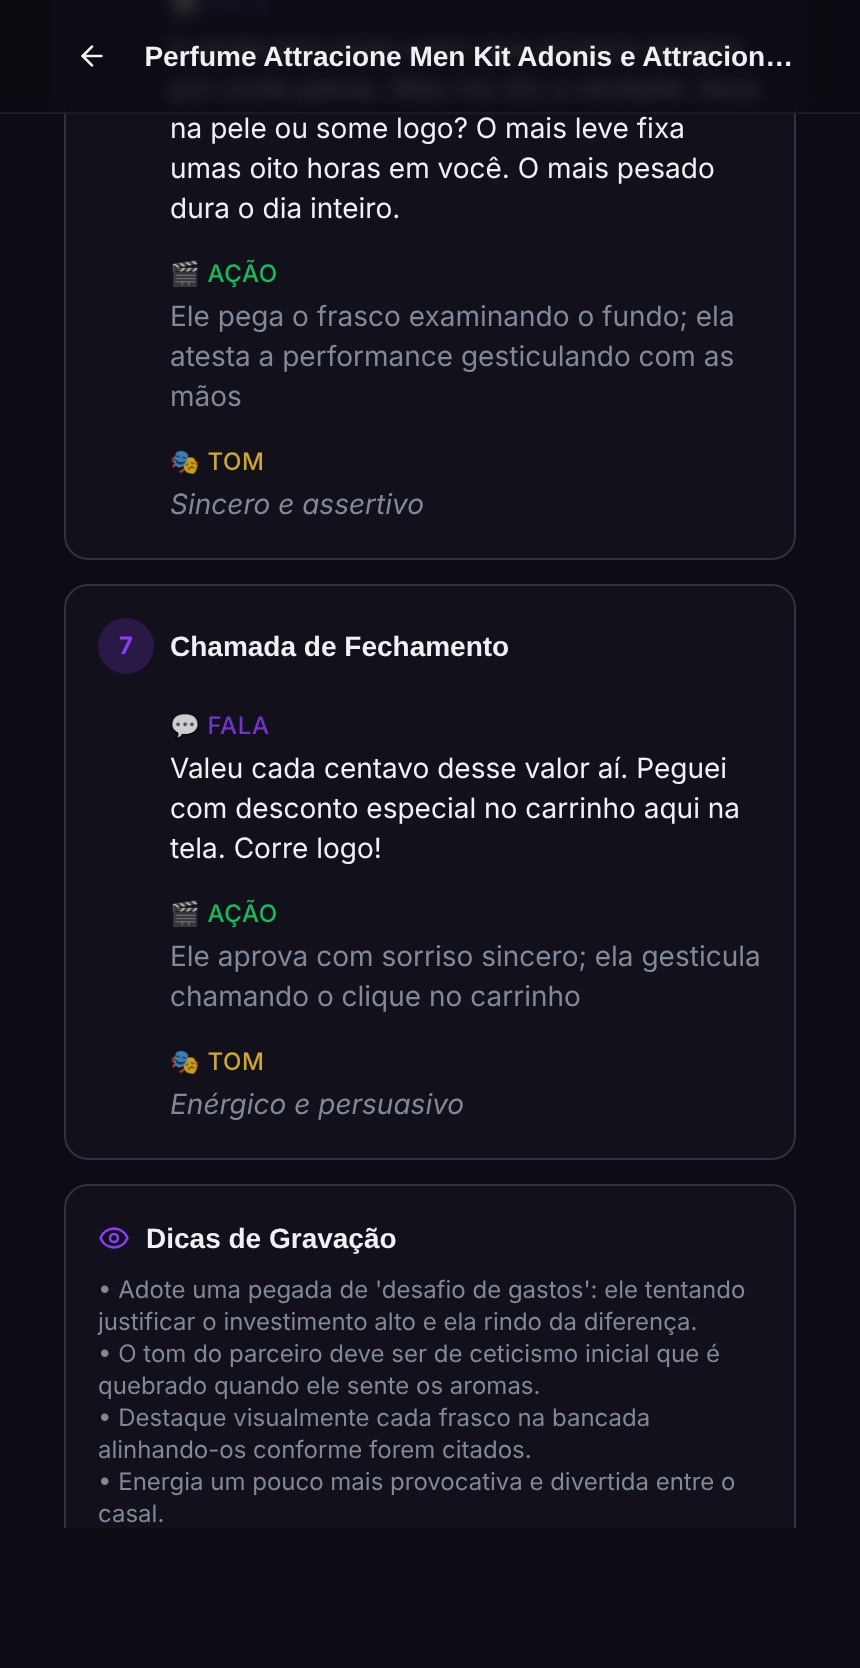 Perfume Attracione Men Kit Adonis e Attracion...
na pele ou some logo? O mais leve fixa
umas oito horas em você. O mais pesado
dura o dia inteiro.
🎬 AÇÃO
Ele pega o frasco examinando o fundo; ela
atesta a performance gesticulando com as
mãos
🎭 TOM
Sincero e assertivo
7 Chamada de Fechamento
💬 FALA
Valeu cada centavo desse valor aí. Peguei
com desconto especial no carrinho aqui na
tela. Corre logo!
🎬 AÇÃO
Ele aprova com sorriso sincero; ela gesticula
chamando o clique no carrinho
🎭 TOM
Enérgico e persuasivo
Dicas de Gravação
• Adote uma pegada de 'desafio de gastos': ele tentando
justificar o investimento alto e ela rindo da diferença.
• O tom do parceiro deve ser de ceticismo inicial que é
quebrado quando ele sente os aromas.
• Destaque visualmente cada frasco na bancada
alinhando-os conforme forem citados.
• Energia um pouco mais provocativa e divertida entre o
casal.